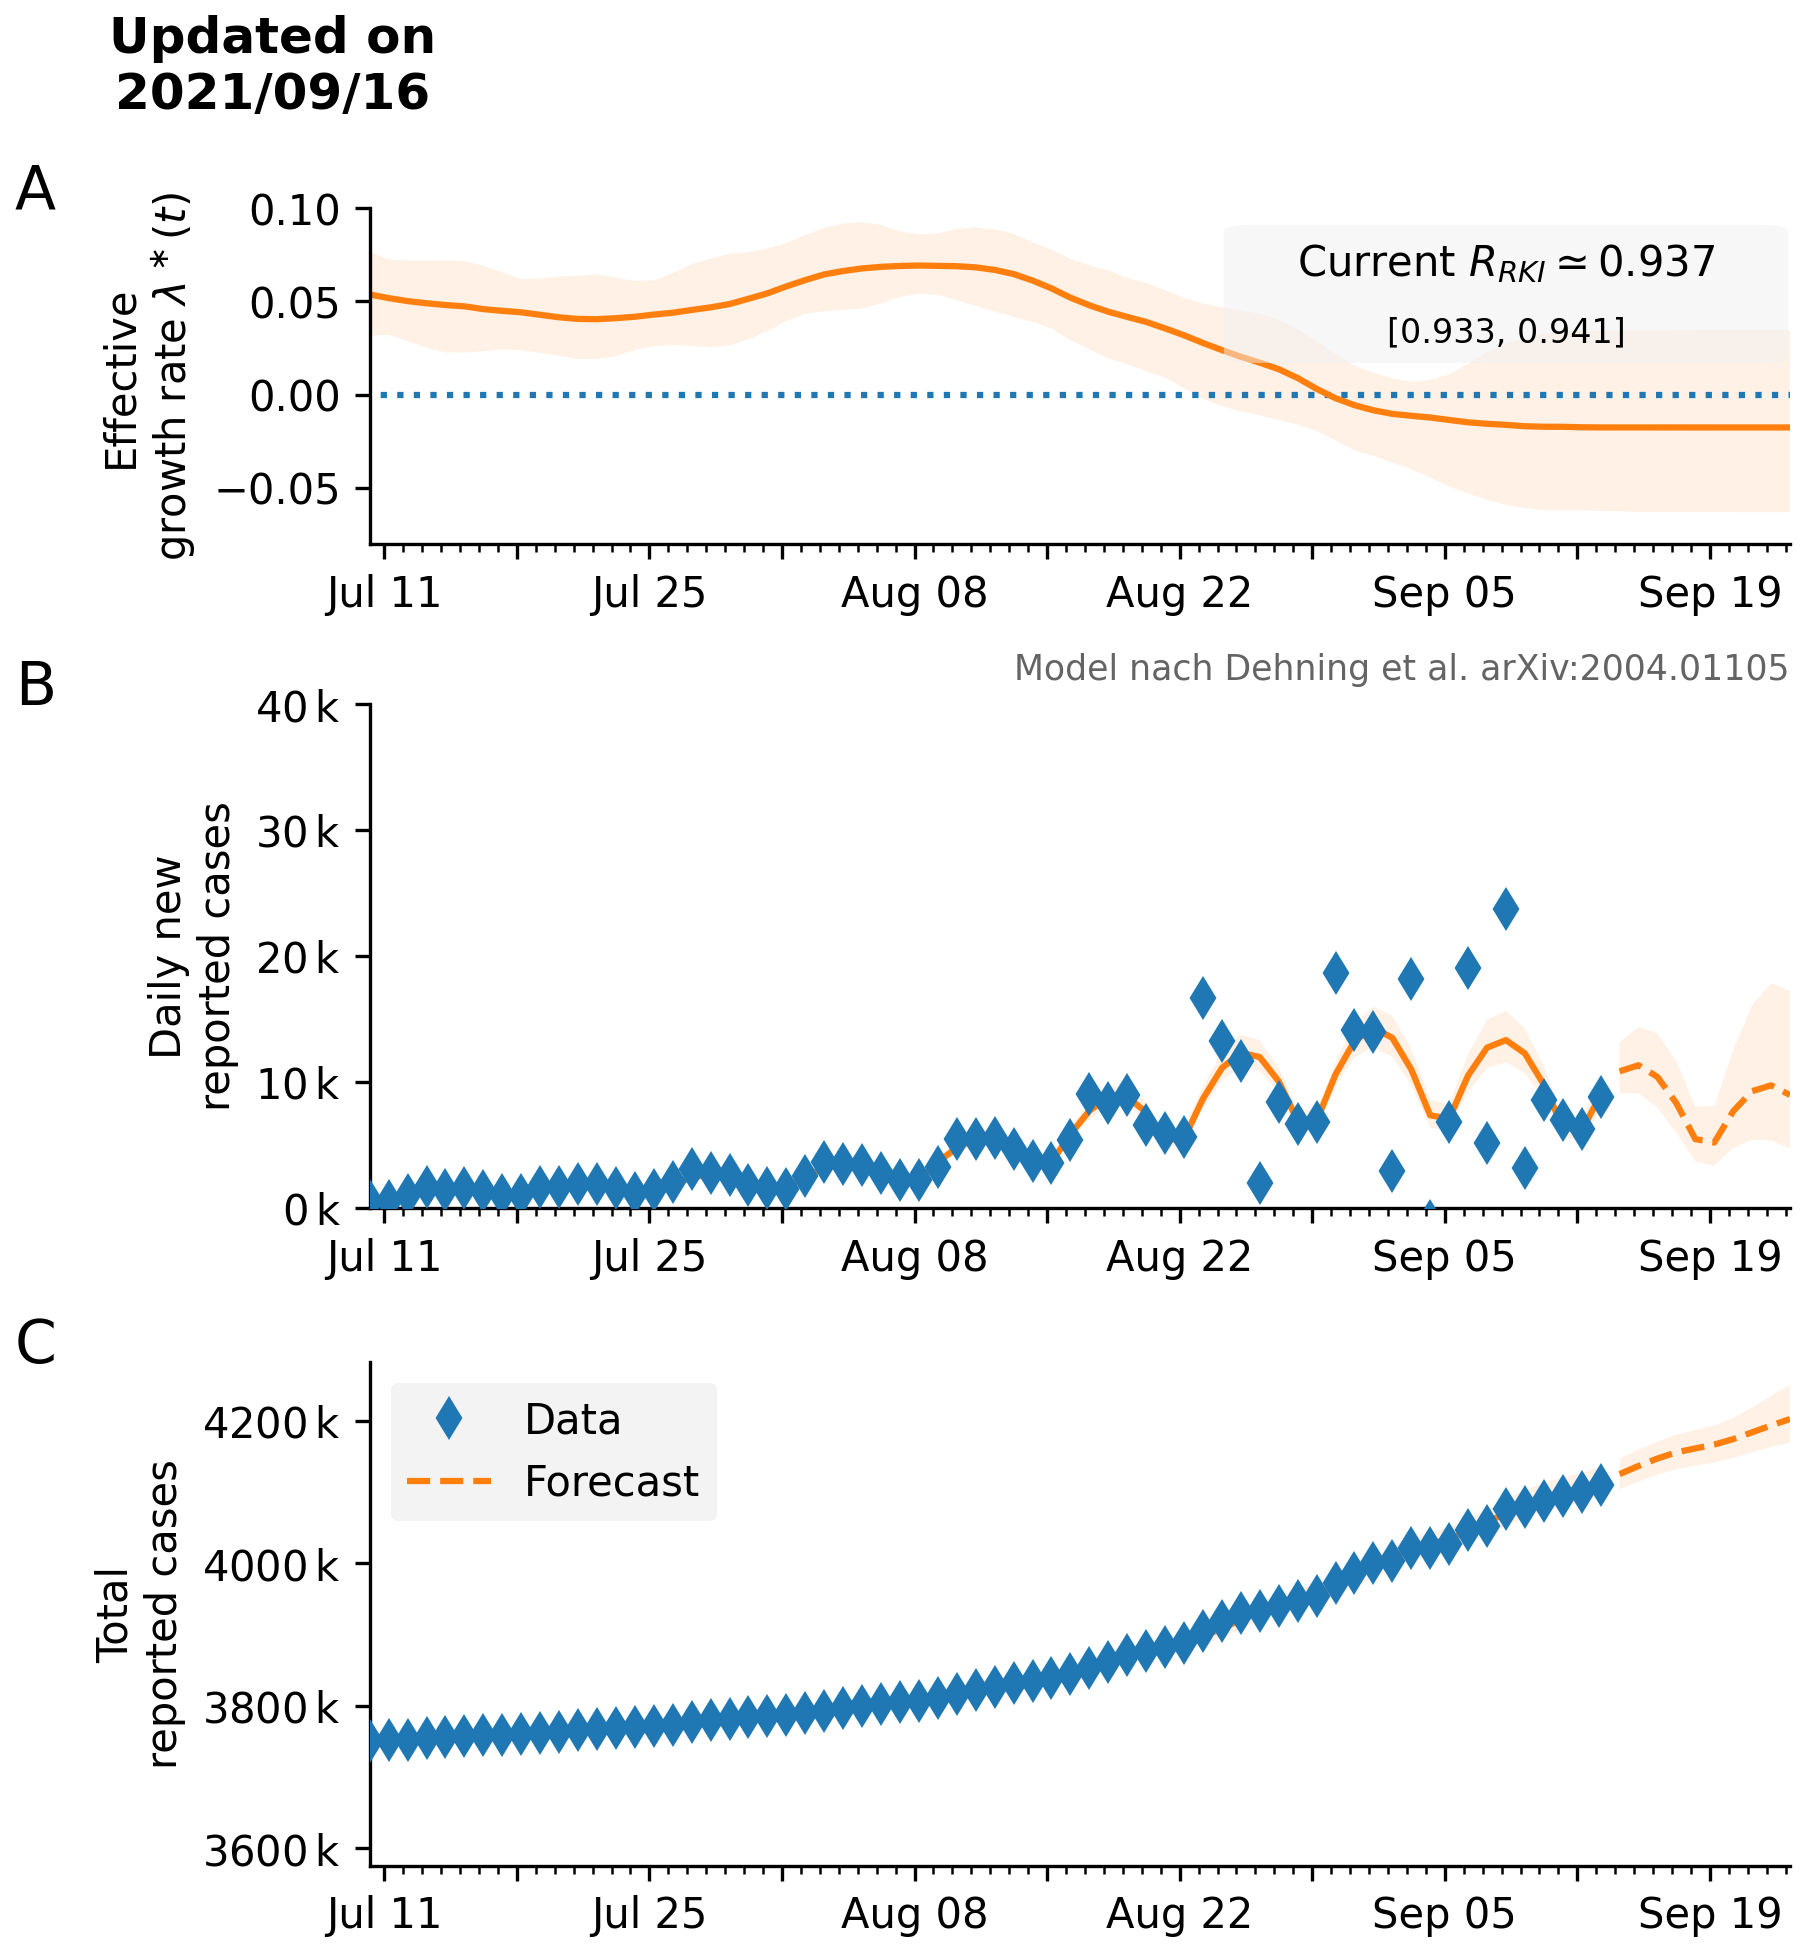 Updated on
2021/09/16
A
Effective
growth rate λ * (t)
0.10
0.05
0.00
−0.05
Current R_RKI ≃ 0.937
[0.933, 0.941]
Jul 11 Jul 25 Aug 08 Aug 22 Sep 05 Sep 19
Model nach Dehning et al. arXiv:2004.01105
B
Daily new
reported cases
40 k
30 k
20 k
10 k
0 k
Jul 11 Jul 25 Aug 08 Aug 22 Sep 05 Sep 19
C
Total
reported cases
4200 k
4000 k
3800 k
3600 k
Data
Forecast
Jul 11 Jul 25 Aug 08 Aug 22 Sep 05 Sep 19